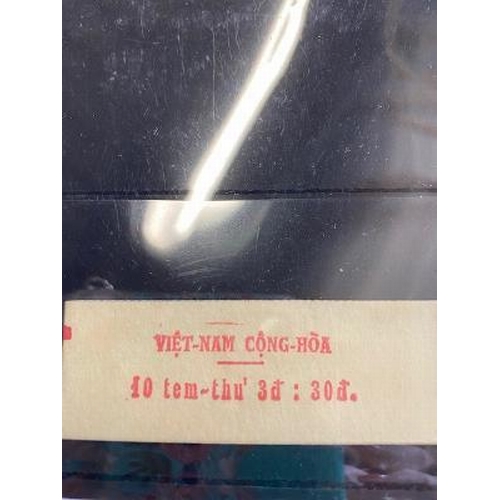 VIỆT-NAM CỘNG-HÒA
10 tem-thư 3đ : 30đ.